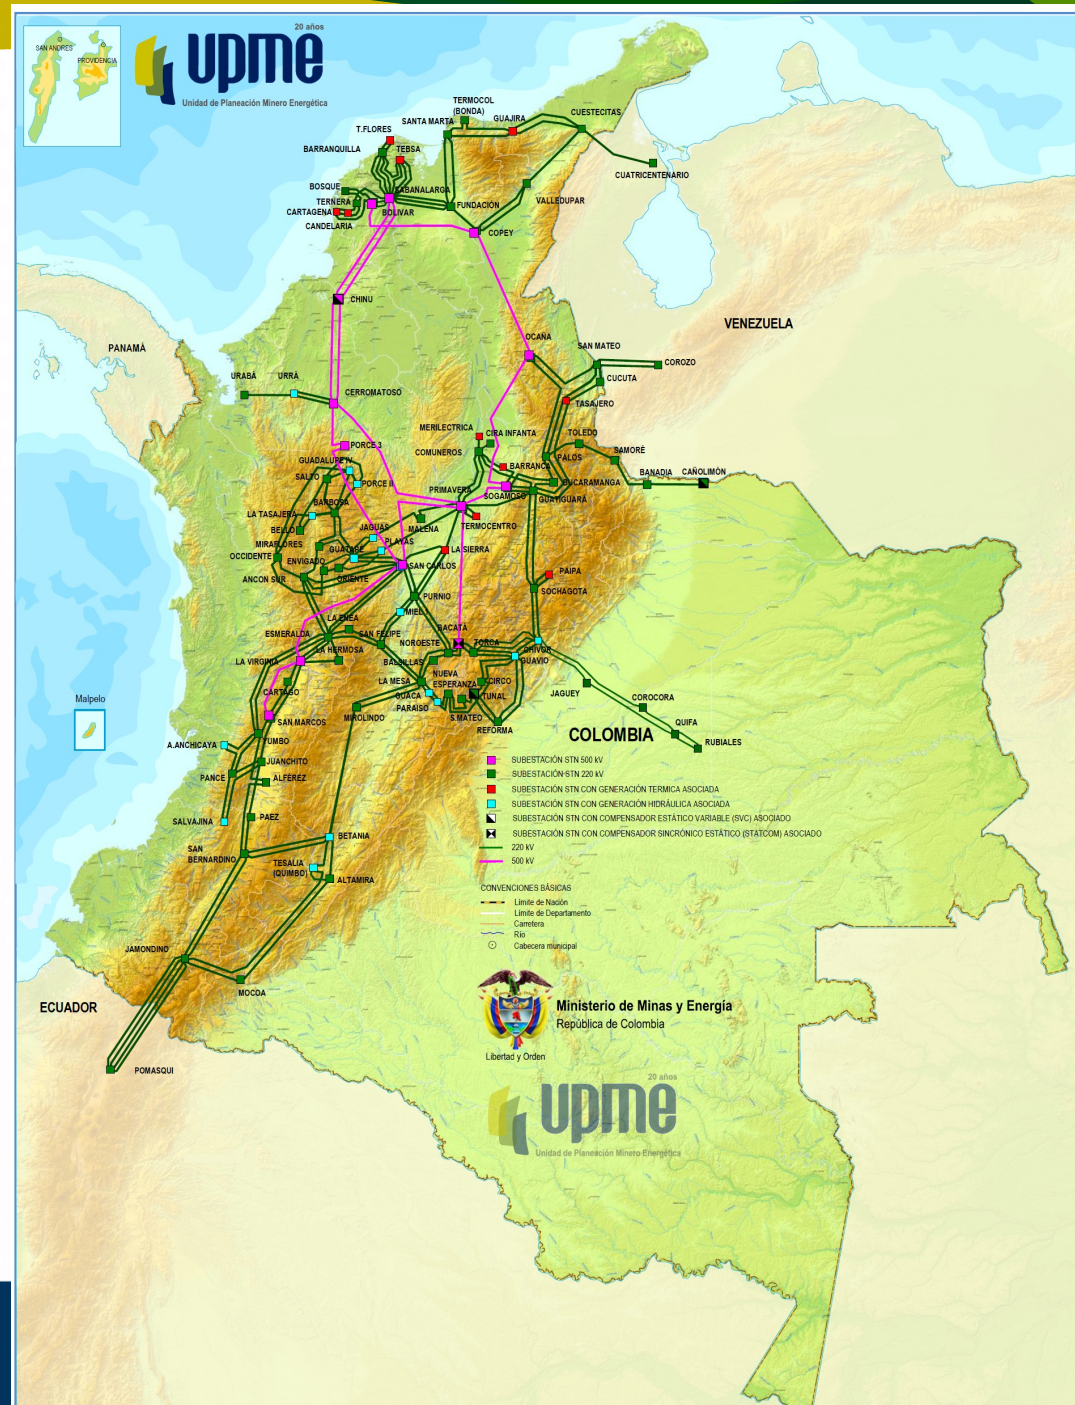 20 años
upme
Unidad de Planeación Minero Energética
SAN ANDRES
PROVIDENCIA
TERMOCOL
(BONDA)
SANTA MARTA
GUAJIRA
CUESTECITAS
T.FLORES
BARRANQUILLA
TEBSA
CUATRICENTENARIO
BOSQUE
SABANALARGA
TERNERA
CARTAGENA
BOLIVAR
FUNDACIÓN
VALLEDUPAR
CANDELARIA
COPEY
CHINU
VENEZUELA
PANAMÁ
OCAÑA
SAN MATEO
COROZO
CUCUTA
URABÁ
URRÁ
CERROMATOSO
TASAJERO
MERILECTRICA
CIRA INFANTA
TOLEDO
PORCE 3
COMUNEROS
SAMORÉ
GUADALUPE IV
PALOS
BARRANCA
SALTO
PORCE II
BANADIA
CAÑOLIMÓN
BUCARAMANGA
PRIMAVERA
SOGAMOSO
GUATIGUARÁ
BARBOSA
LA TASAJERA
TERMOCENTRO
BELLO
JAGUAS
MALENA
MIRAFLORES
PLAYAS
GUATAPE
LA SIERRA
OCCIDENTE
ENVIGADO
SAN CARLOS
PAIPA
ANCON SUR
ORIENTE
SOCHAGOTA
PURNIO
MIEL I
LA ENEA
BACATÁ
ESMERALDA
SAN FELIPE
NOROESTE
TORCA
CHIVOR
LA HERMOSA
LA VIRGINIA
BALSILLAS
GUAVIO
NUEVA
ESPERANZA
LA MESA
CIRCO
CARTAGO
GUACA
TUNAL
JAGUEY
PARAISO
COROCORA
MIROLINDO
S.MATEO
SAN MARCOS
REFORMA
QUIFA
RUBIALES
Malpelo
YUMBO
COLOMBIA
A.ANCHICAYA
JUANCHITO
PANCE
ALFÉREZ
SALVAJINA
PAEZ
BETANIA
SAN
BERNARDINO
TESALIA
(QUIMBO)
ALTAMIRA
JAMONDINO
MOCOA
ECUADOR
POMASQUI
SUBESTACIÓN STN 500 kV
SUBESTACIÓN STN 220 kV
SUBESTACIÓN STN CON GENERACIÓN TERMICA ASOCIADA
SUBESTACIÓN STN CON GENERACIÓN HIDRÁULICA ASOCIADA
SUBESTACIÓN STN CON COMPENSADOR ESTÁTICO VARIABLE (SVC) ASOCIADO
SUBESTACIÓN STN CON COMPENSADOR SINCRÓNICO ESTÁTICO (STATCOM) ASOCIADO
220 kV
500 kV
CONVENCIONES BÁSICAS
Límite de Nación
Límite de Departamento
Carretera
Río
Cabecera municipal
Ministerio de Minas y Energía
República de Colombia
Libertad y Orden
20 años
upme
Unidad de Planeación Minero Energética